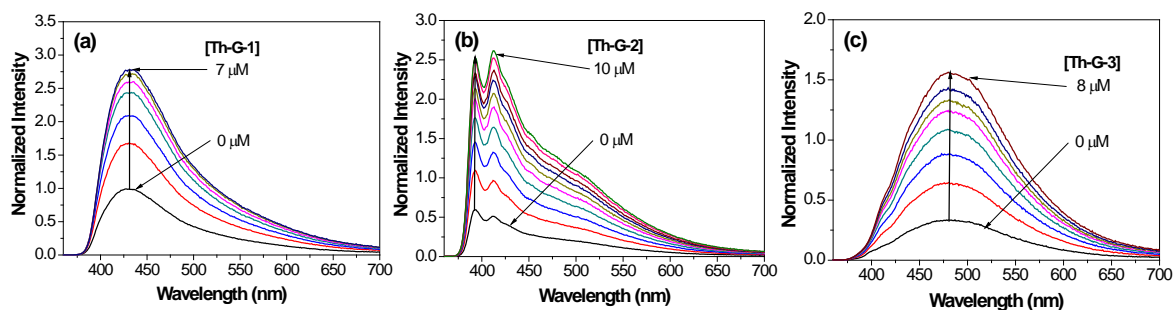 (a)
[Th-G-1]
7 μM
0 μM
Normalized Intensity
3.5
3.0
2.5
2.0
1.5
1.0
0.5
0.0
400 450 500 550 600 650 700
Wavelength (nm)
(b)
[Th-G-2]
10 μM
0 μM
Normalized Intensity
3.0
2.5
2.0
1.5
1.0
0.5
0.0
400 450 500 550 600 650 700
Wavelength (nm)
(c)
[Th-G-3]
8 μM
0 μM
Normalized Intensity
1.5
1.0
0.5
0.0
400 450 500 550 600 650 700
Wavelength (nm)